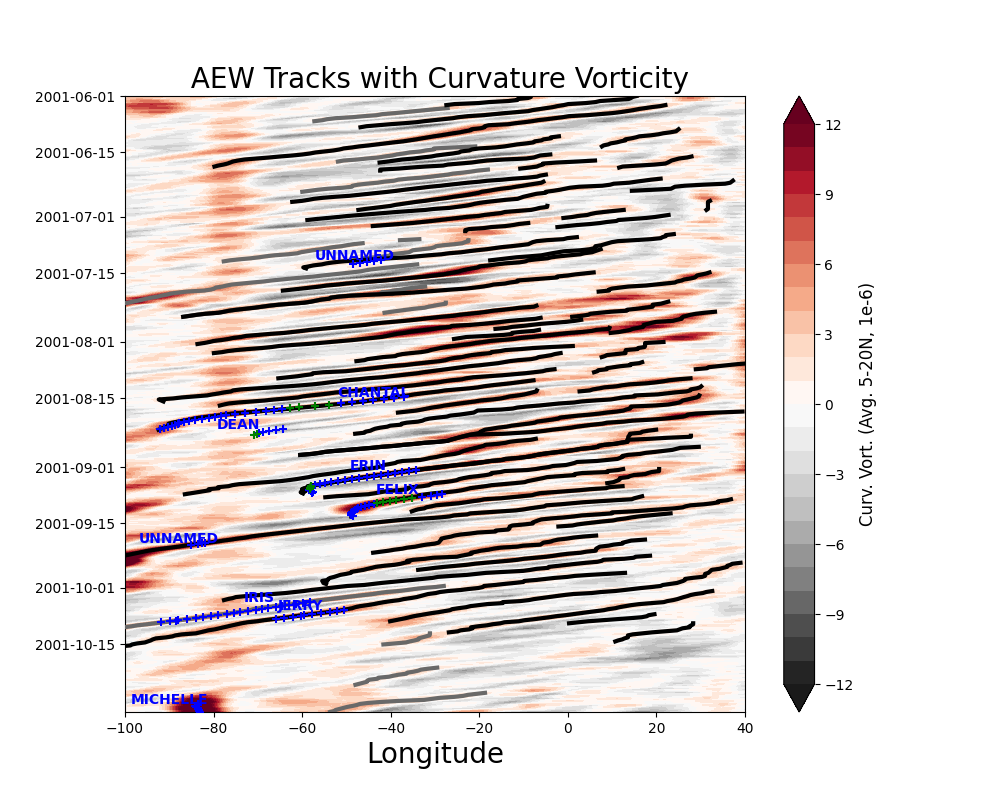 AEW Tracks with Curvature Vorticity
2001-06-01
2001-06-15
2001-07-01
2001-07-15
2001-08-01
2001-08-15
2001-09-01
2001-09-15
2001-10-01
2001-10-15
UNNAMED
CHANTAL
DEAN
ERIN
FELIX
UNNAMED
IRIS
JERRY
MICHELLE
−100
−80
−60
−40
−20
0
20
40
Longitude
12
9
6
3
0
−3
−6
−9
−12
Curv. Vort. (Avg. 5-20N, 1e-6)